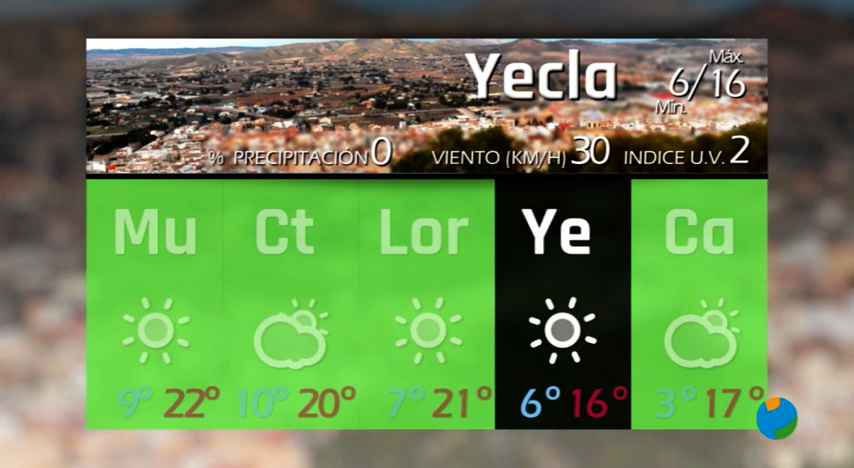 Yecla
Máx.
6/16
Mín.
% PRECIPITACIÓN 0 VIENTO (KM/H) 30 INDICE U.V. 2
Mu Ct Lor Ye Ca
9° 22° 10° 20° 7° 21° 6° 16° 3° 17°